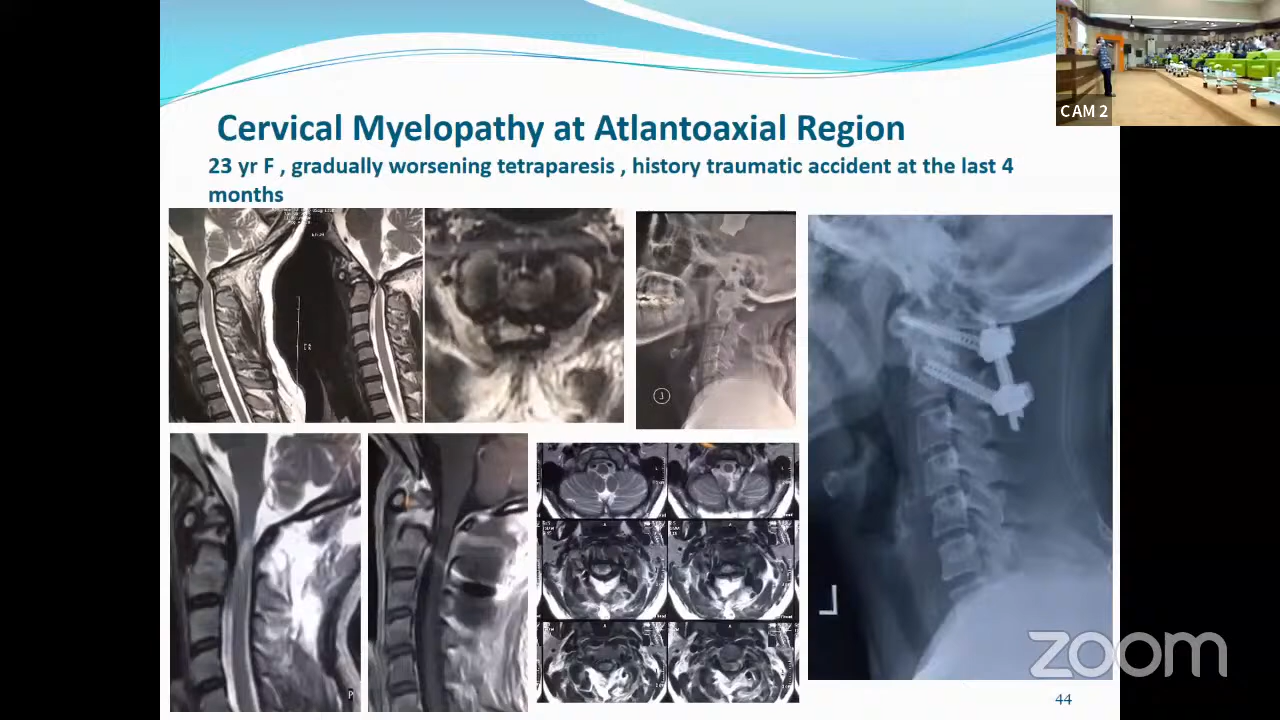 CAM 2
Cervical Myelopathy at Atlantoaxial Region
23 yr F , gradually worsening tetraparesis , history traumatic accident at the last 4
months
J
L
P
zoom
44